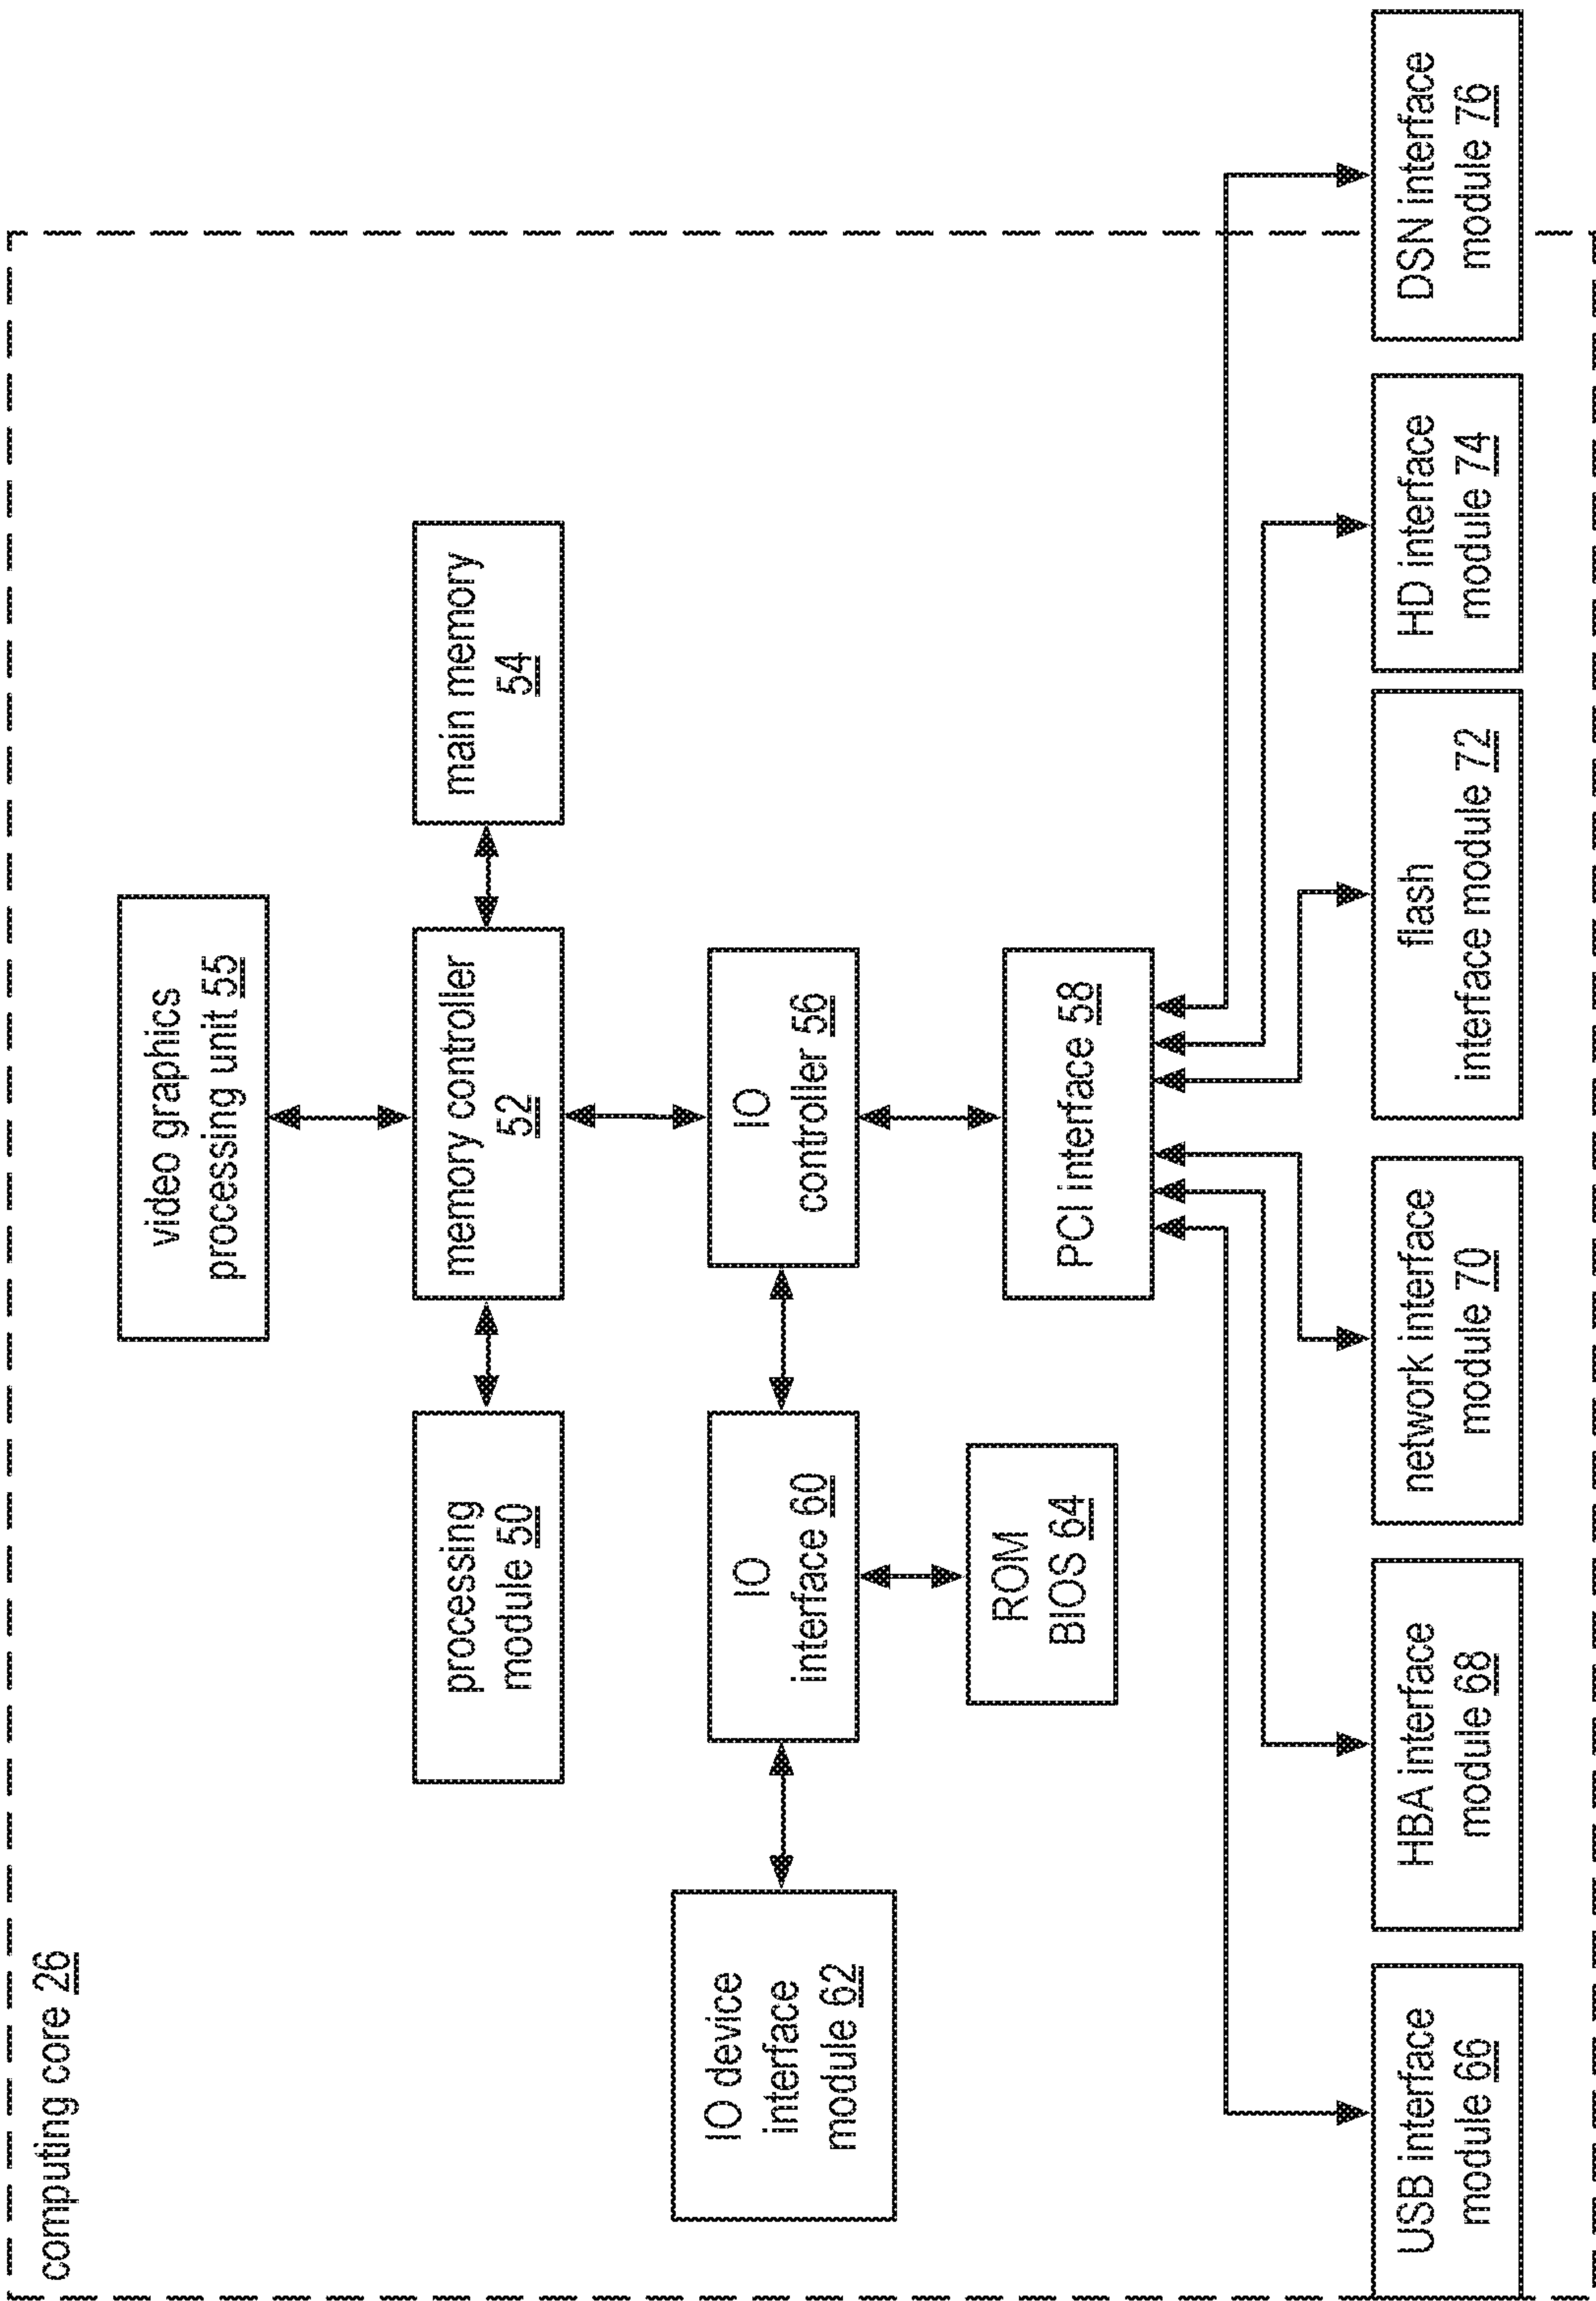 computing core 26
video graphics
processing unit 55
processing
module 50
memory controller
52
main memory
54
IO device
interface
module 62
IO
interface 60
IO
controller 56
ROM
BIOS 64
PCI interface 58
USB interface
module 66
HBA interface
module 68
network interface
module 70
flash
interface module 72
HD interface
module 74
DSN interface
module 76